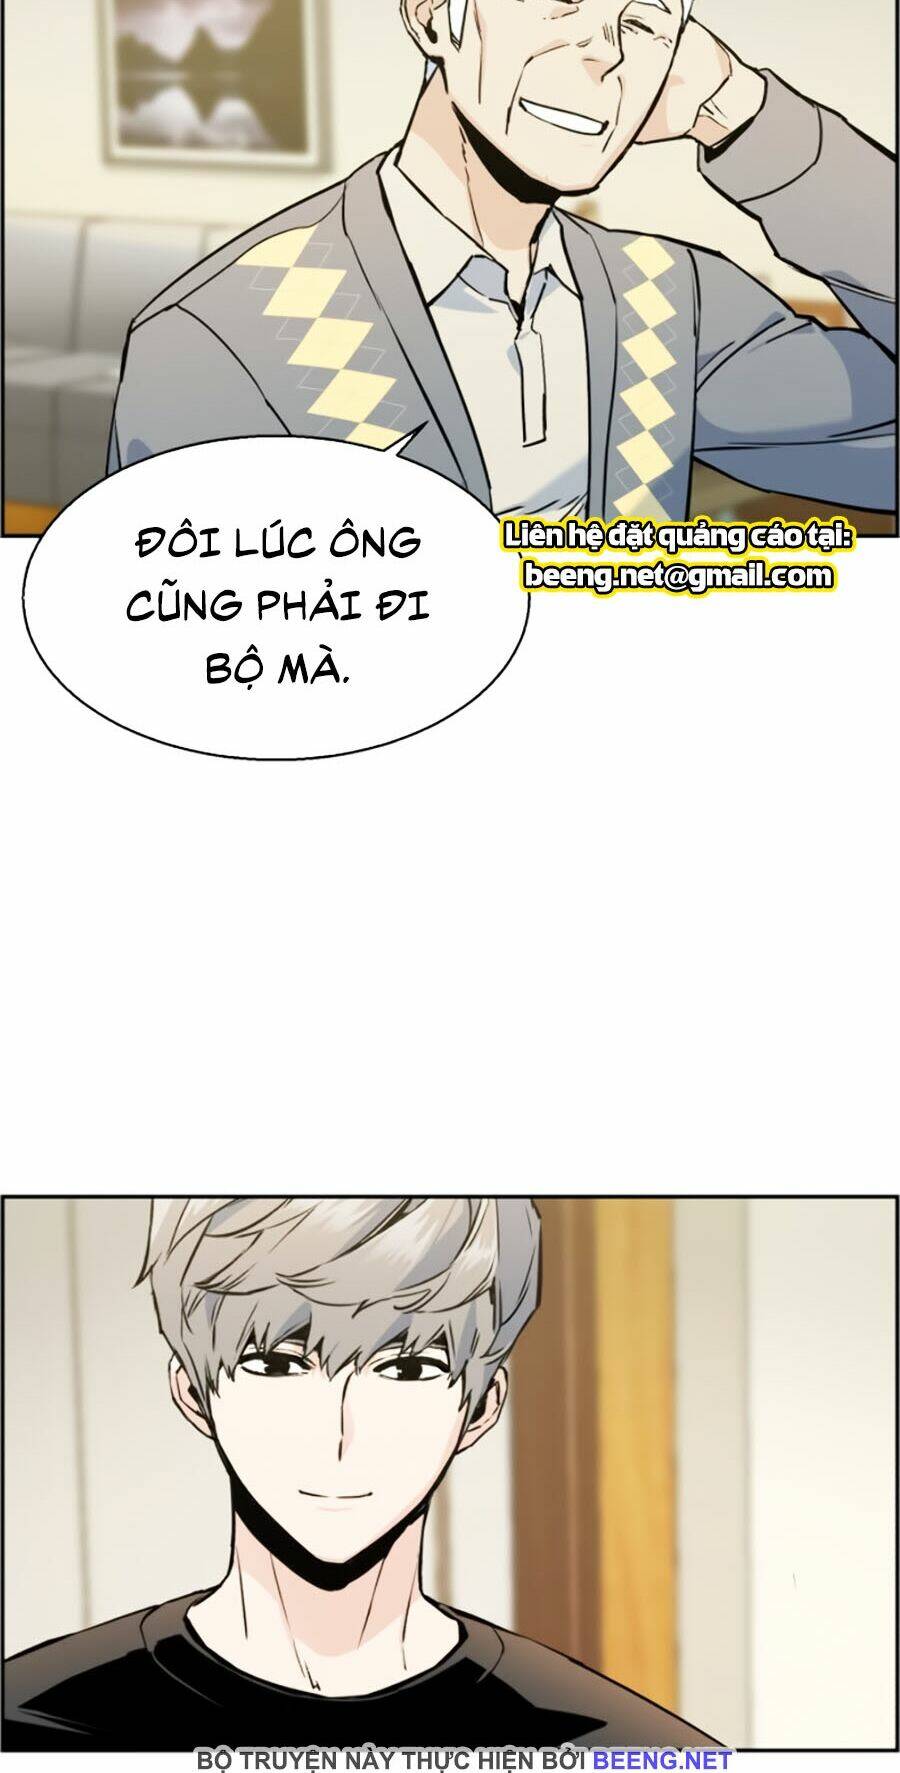 ĐÔI LÚC ÔNG
CŨNG PHẢI ĐI
BỘ MÀ.
Liên hệ đặt quảng cáo tại:
beeng.net@gmail.com
BỘ TRUYỆN NÀY THỰC HIỆN BỞI BEENG.NET